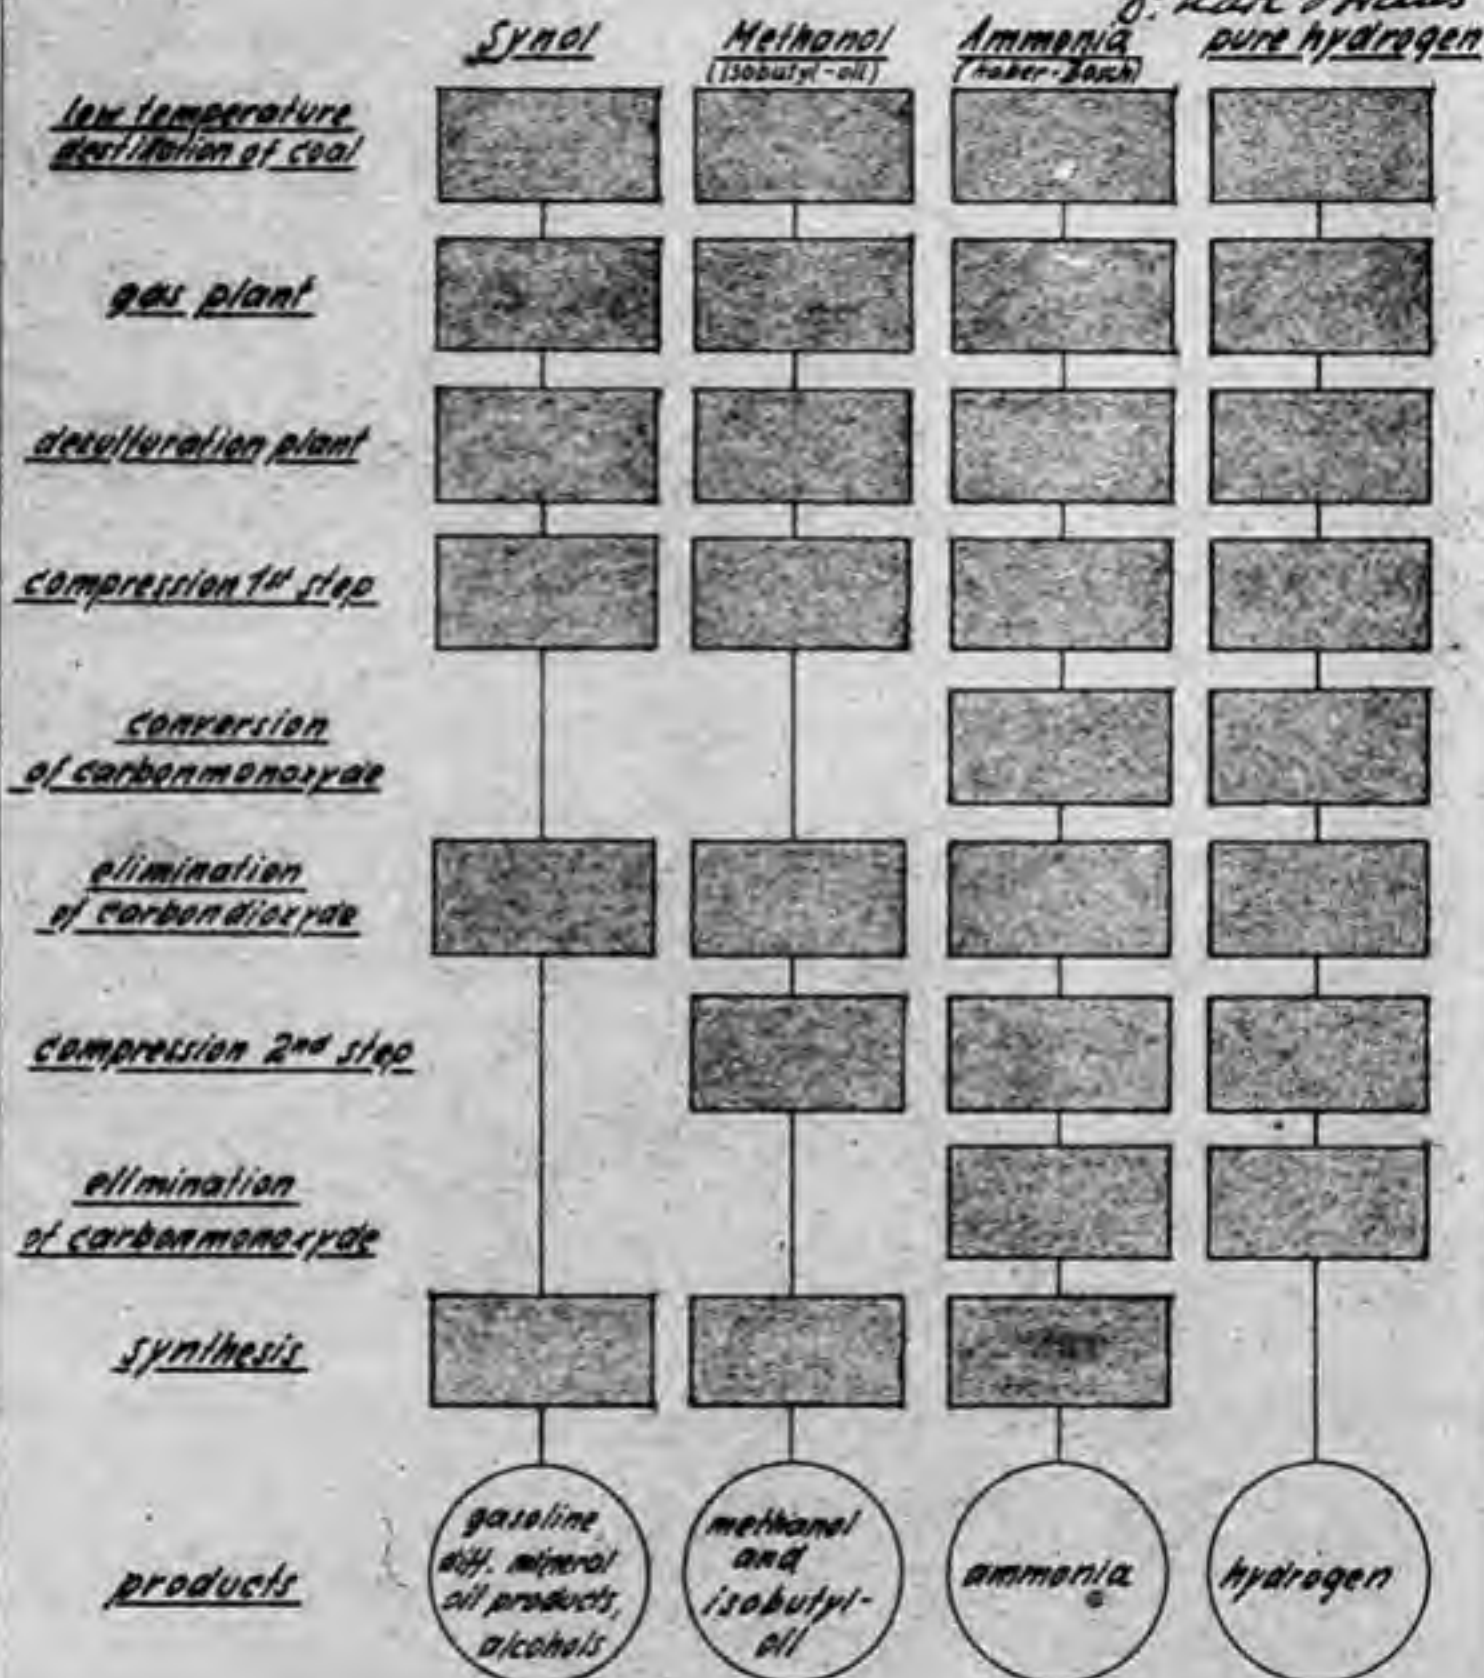 Synol Methanol Ammonia pure hydrogen
(isobutyl-oil) (Haber-Bosch)
low temperature
destillation of coal
gas plant
desulfuration plant
compression 1st step
conversion
of carbonmonoxyde
elimination
of carbondioxyde
compression 2nd step
elimination
of carbonmonoxyde
synthesis
products
gasoline,
diff. mineral
oil products,
alcohols
methanol
and
isobutyl-
oil
ammonia
hydrogen